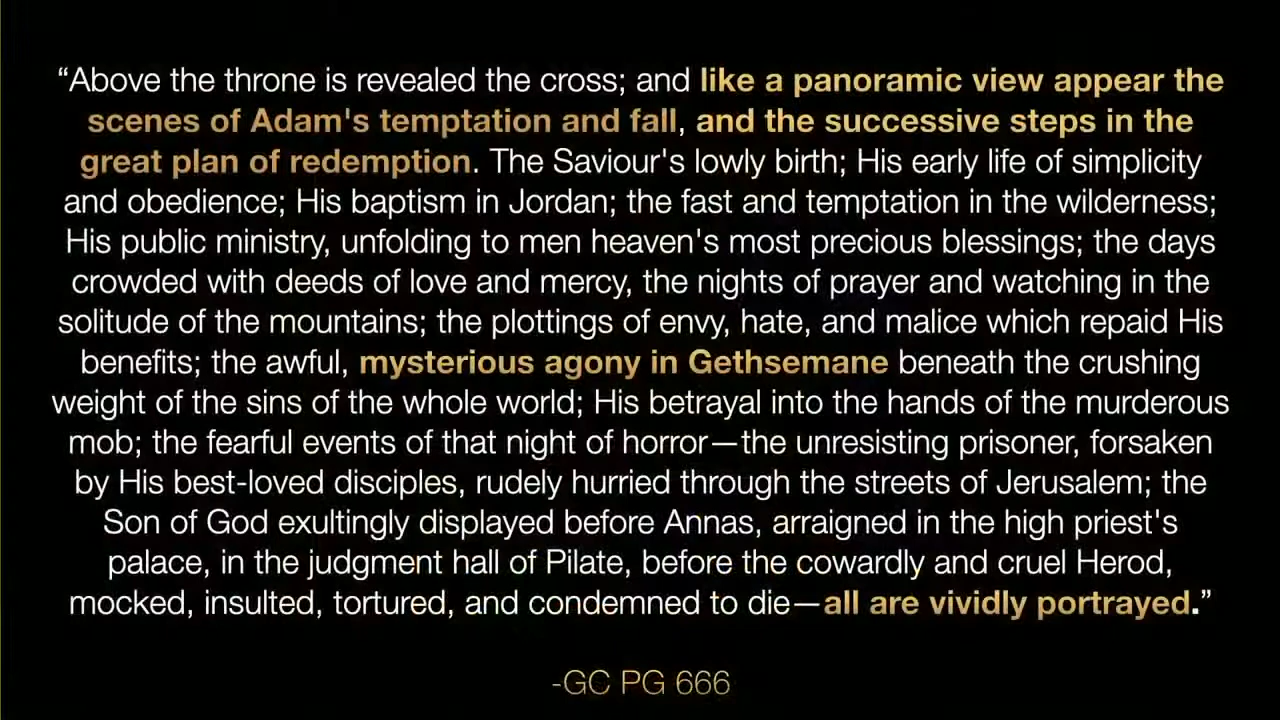 “Above the throne is revealed the cross; and like a panoramic view appear the
scenes of Adam's temptation and fall, and the successive steps in the
great plan of redemption. The Saviour's lowly birth; His early life of simplicity
and obedience; His baptism in Jordan; the fast and temptation in the wilderness;
His public ministry, unfolding to men heaven's most precious blessings; the days
crowded with deeds of love and mercy, the nights of prayer and watching in the
solitude of the mountains; the plottings of envy, hate, and malice which repaid His
benefits; the awful, mysterious agony in Gethsemane beneath the crushing
weight of the sins of the whole world; His betrayal into the hands of the murderous
mob; the fearful events of that night of horror—the unresisting prisoner, forsaken
by His best-loved disciples, rudely hurried through the streets of Jerusalem; the
Son of God exultingly displayed before Annas, arraigned in the high priest's
palace, in the judgment hall of Pilate, before the cowardly and cruel Herod,
mocked, insulted, tortured, and condemned to die—all are vividly portrayed.”
-GC PG 666